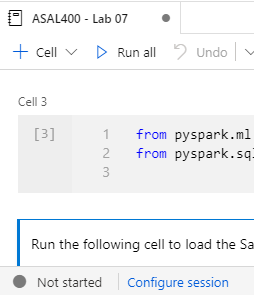 ASAL400 - Lab 07
+ Cell Run all Undo
Cell 3
[3] 1 from pyspark.ml
2 from pyspark.sql
3
Run the following cell to load the Sa
Not started Configure session